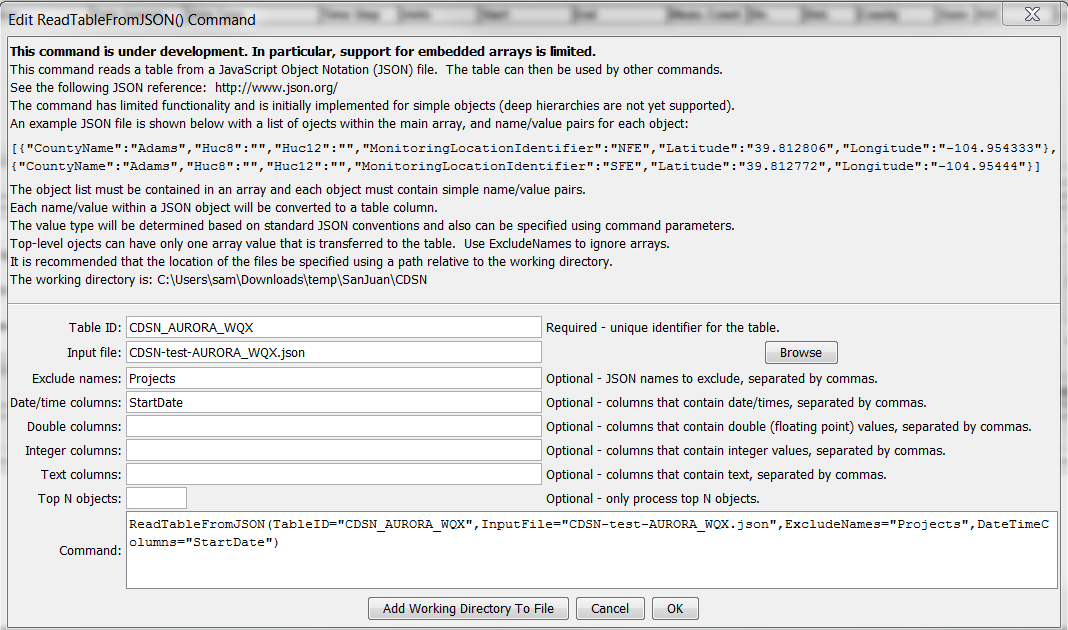 Edit ReadTableFromJSON() Command
This command is under development. In particular, support for embedded arrays is limited.
This command reads a table from a JavaScript Object Notation (JSON) file. The table can then be used by other commands.
See the following JSON reference: http://www.json.org/
The command has limited functionality and is initially implemented for simple objects (deep hierarchies are not yet supported).
An example JSON file is shown below with a list of ojects within the main array, and name/value pairs for each object:
[{"CountyName":"Adams","Huc8":"","Huc12":"","MonitoringLocationIdentifier":"NFE","Latitude":"39.812806","Longitude":"-104.954333"},
{"CountyName":"Adams","Huc8":"","Huc12":"","MonitoringLocationIdentifier":"SFE","Latitude":"39.812772","Longitude":"-104.95444"}]
The object list must be contained in an array and each object must contain simple name/value pairs.
Each name/value within a JSON object will be converted to a table column.
The value type will be determined based on standard JSON conventions and also can be specified using command parameters.
Top-level ojects can have only one array value that is transferred to the table. Use ExcludeNames to ignore arrays.
It is recommended that the location of the files be specified using a path relative to the working directory.
The working directory is: C:\Users\sam\Downloads\temp\SanJuan\CDSN
Table ID: CDSN_AURORA_WQX Required - unique identifier for the table.
Input file: CDSN-test-AURORA_WQX.json Browse
Exclude names: Projects Optional - JSON names to exclude, separated by commas.
Date/time columns: StartDate Optional - columns that contain date/times, separated by commas.
Double columns: Optional - columns that contain double (floating point) values, separated by commas.
Integer columns: Optional - columns that contain integer values, separated by commas.
Text columns: Optional - columns that contain text, separated by commas.
Top N objects: Optional - only process top N objects.
ReadTableFromJSON(TableID="CDSN_AURORA_WQX",InputFile="CDSN-test-AURORA_WQX.json",ExcludeNames="Projects",DateTimeC
olumns="StartDate")
Command:
Add Working Directory To File Cancel OK